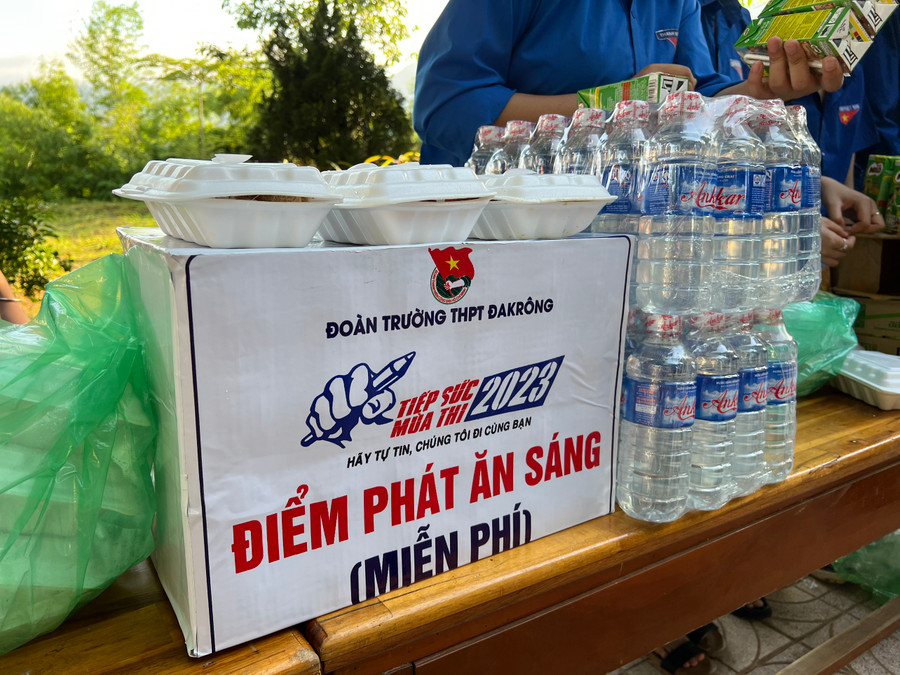 ĐOÀN TRƯỜNG THPT ĐAKRÔNG
TIẾP SỨC
MÙA THI
2023
HÃY TỰ TIN, CHÚNG TÔI ĐI CÙNG BẠN
ĐIỂM PHÁT ĂN SÁNG
(MIỄN PHÍ)